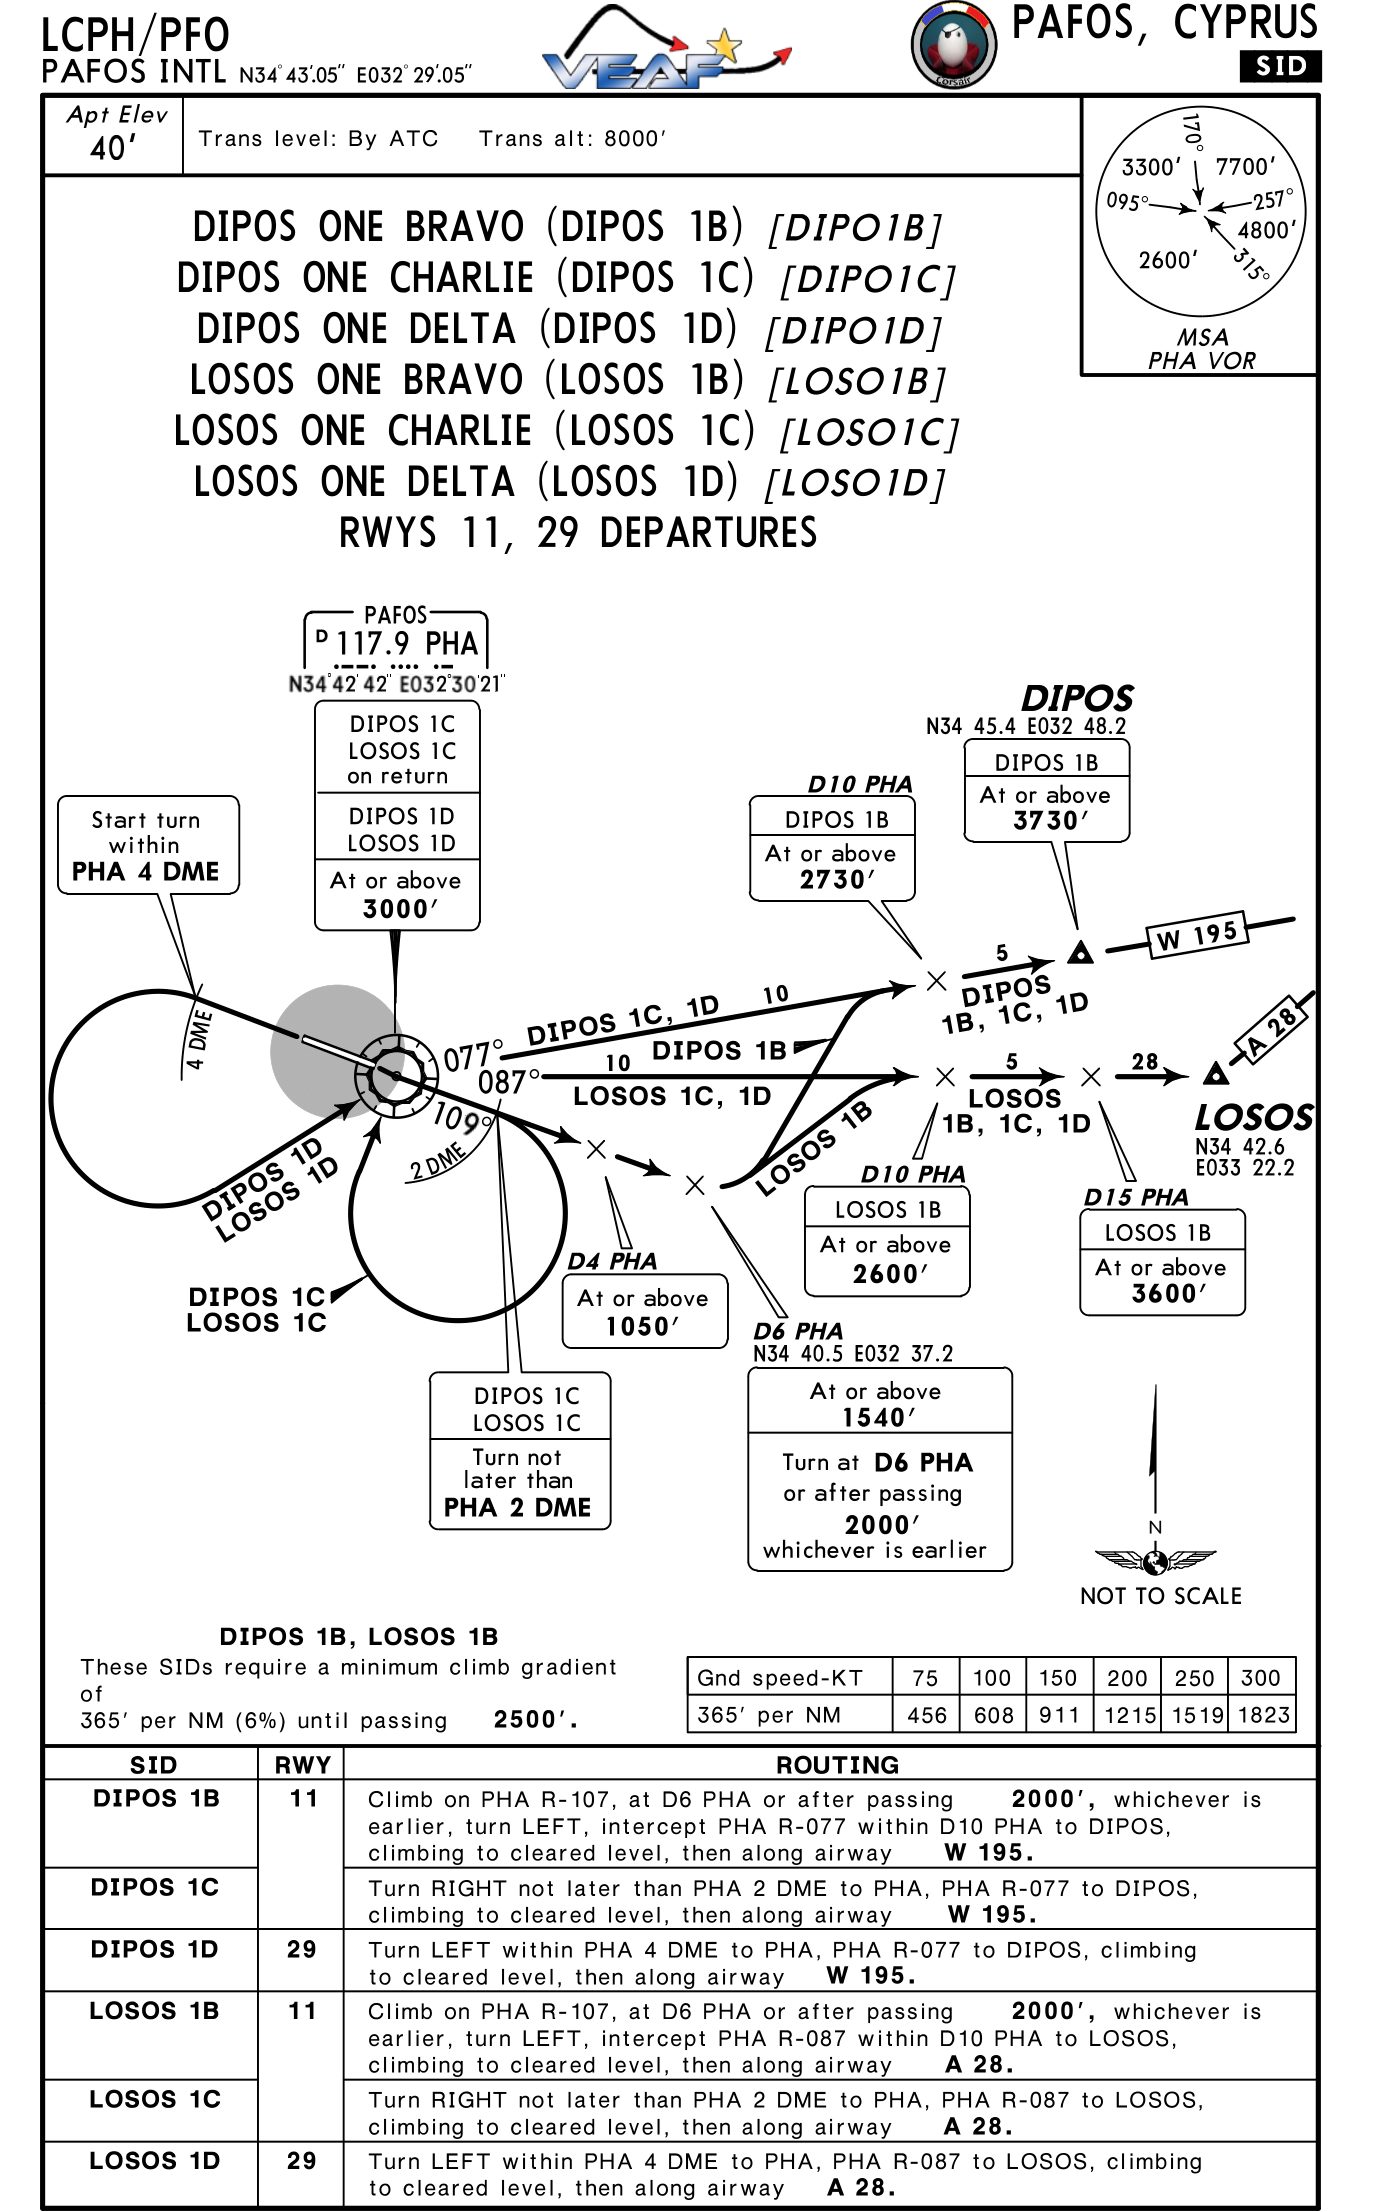 LCPH/PFO
PAFOS INTL N34°43'.05" E032°29'.05"
VEAF
Corsair
PAFOS, CYPRUS
SID
Apt Elev
40'
Trans level: By ATC Trans alt: 8000'
170°
3300' 7700'
095° 257°
4800'
2600' 315°
MSA
PHA VOR
DIPOS ONE BRAVO (DIPOS 1B) [DIPO1B]
DIPOS ONE CHARLIE (DIPOS 1C) [DIPO1C]
DIPOS ONE DELTA (DIPOS 1D) [DIPO1D]
LOSOS ONE BRAVO (LOSOS 1B) [LOSO1B]
LOSOS ONE CHARLIE (LOSOS 1C) [LOSO1C]
LOSOS ONE DELTA (LOSOS 1D) [LOSO1D]
RWYS 11, 29 DEPARTURES
PAFOS
D 117.9 PHA
N34°42'42" E032°30'21"
DIPOS 1C
LOSOS 1C
on return
DIPOS 1D
LOSOS 1D
At or above
3000'
Start turn
within
PHA 4 DME
4 DME
DIPOS
N34 45.4 E032 48.2
DIPOS 1B
At or above
3730'
D10 PHA
DIPOS 1B
At or above
2730'
W 195
5
DIPOS
1B, 1C, 1D
A 28
077°
DIPOS 1C, 1D 10
DIPOS 1B
087°
10
LOSOS 1C, 1D
5
LOSOS
1B, 1C, 1D
28
LOSOS
N34 42.6
E033 22.2
109°
2 DME
LOSOS 1B
DIPOS 1D
LOSOS 1D
DIPOS 1C
LOSOS 1C
D10 PHA
LOSOS 1B
At or above
2600'
D15 PHA
LOSOS 1B
At or above
3600'
D4 PHA
At or above
1050'
D6 PHA
N34 40.5 E032 37.2
At or above
1540'
Turn at D6 PHA
or after passing
2000'
whichever is earlier
DIPOS 1C
LOSOS 1C
Turn not
later than
PHA 2 DME
N
NOT TO SCALE
DIPOS 1B, LOSOS 1B
These SIDs require a minimum climb gradient
of
365' per NM (6%) until passing 2500'.
Gnd speed-KT 75 100 150 200 250 300
365' per NM 456 608 911 1215 1519 1823
SID RWY ROUTING
DIPOS 1B 11 Climb on PHA R-107, at D6 PHA or after passing 2000', whichever is
earlier, turn LEFT, intercept PHA R-077 within D10 PHA to DIPOS,
climbing to cleared level, then along airway W 195.
DIPOS 1C Turn RIGHT not later than PHA 2 DME to PHA, PHA R-077 to DIPOS,
climbing to cleared level, then along airway W 195.
DIPOS 1D 29 Turn LEFT within PHA 4 DME to PHA, PHA R-077 to DIPOS, climbing
to cleared level, then along airway W 195.
LOSOS 1B 11 Climb on PHA R-107, at D6 PHA or after passing 2000', whichever is
earlier, turn LEFT, intercept PHA R-087 within D10 PHA to LOSOS,
climbing to cleared level, then along airway A 28.
LOSOS 1C Turn RIGHT not later than PHA 2 DME to PHA, PHA R-087 to LOSOS,
climbing to cleared level, then along airway A 28.
LOSOS 1D 29 Turn LEFT within PHA 4 DME to PHA, PHA R-087 to LOSOS, climbing
to cleared level, then along airway A 28.